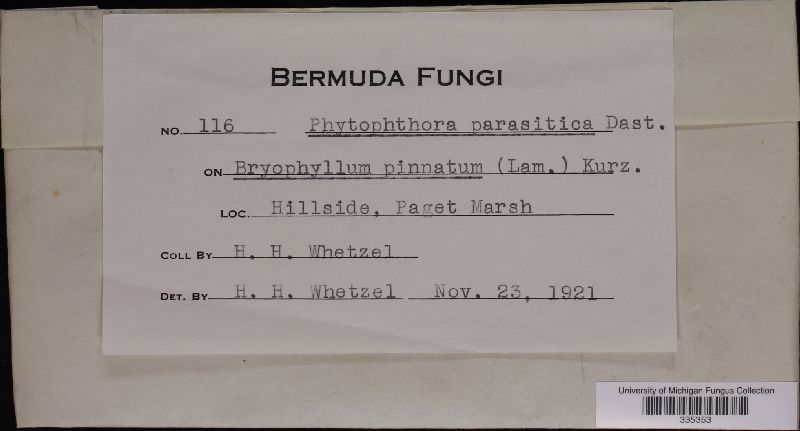 BERMUDA FUNGI
NO. 116 Phytophthora parasitica Dast.
ON Bryophyllum pinnatum (Lam.) Kurz.
LOC. Hillside, Paget Marsh
COLL BY H. H. Whetzel
DET. BY H. H. Whetzel Nov. 23, 1921
University of Michigan Fungus Collection
335353